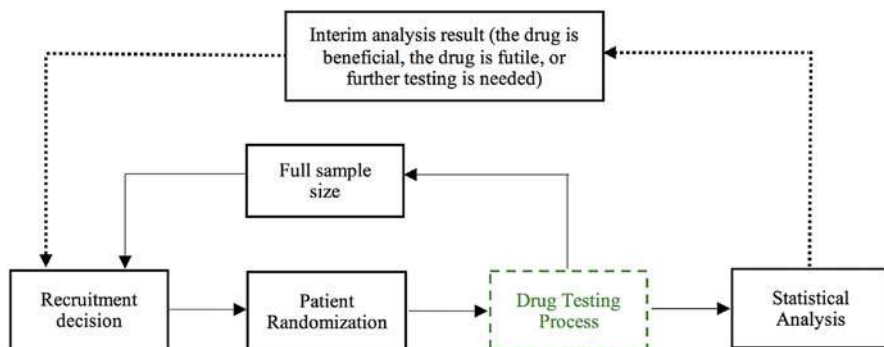 Interim analysis result (the drug is
beneficial, the drug is futile, or
further testing is needed)
Full sample
size
Recruitment
decision
Patient
Randomization
Drug Testing
Process
Statistical
Analysis